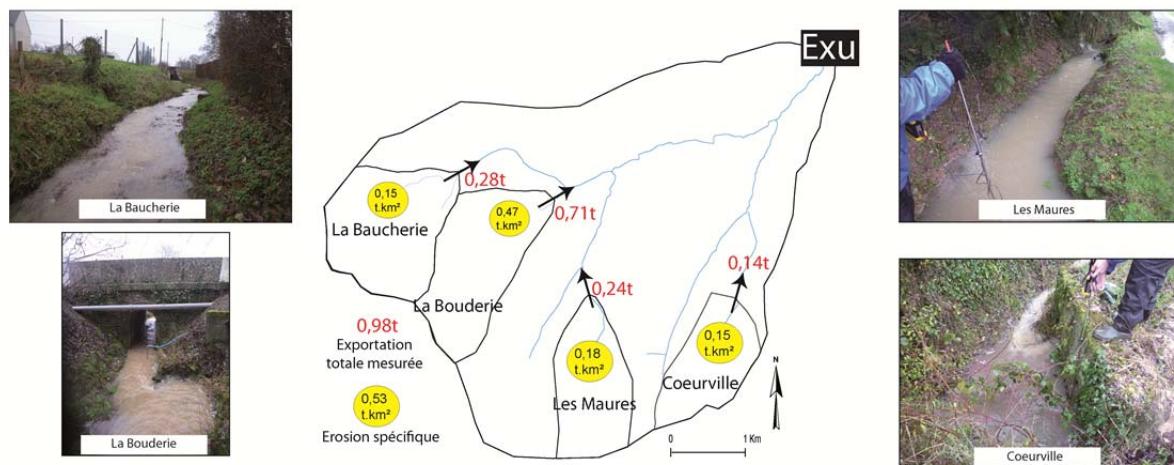 La Baucherie
La Bouderie
Exu
0,15
t.km²
La Baucherie
0,28t
0,47
t.km²
0,71t
La Bouderie
0,24t
0,14t
0,18
t.km²
Les Maures
0,15
t.km²
Coeurville
0,98t
Exportation
totale mesurée
0,53
t.km²
Erosion spécifique
N
0
1 Km
Les Maures
Coeurville